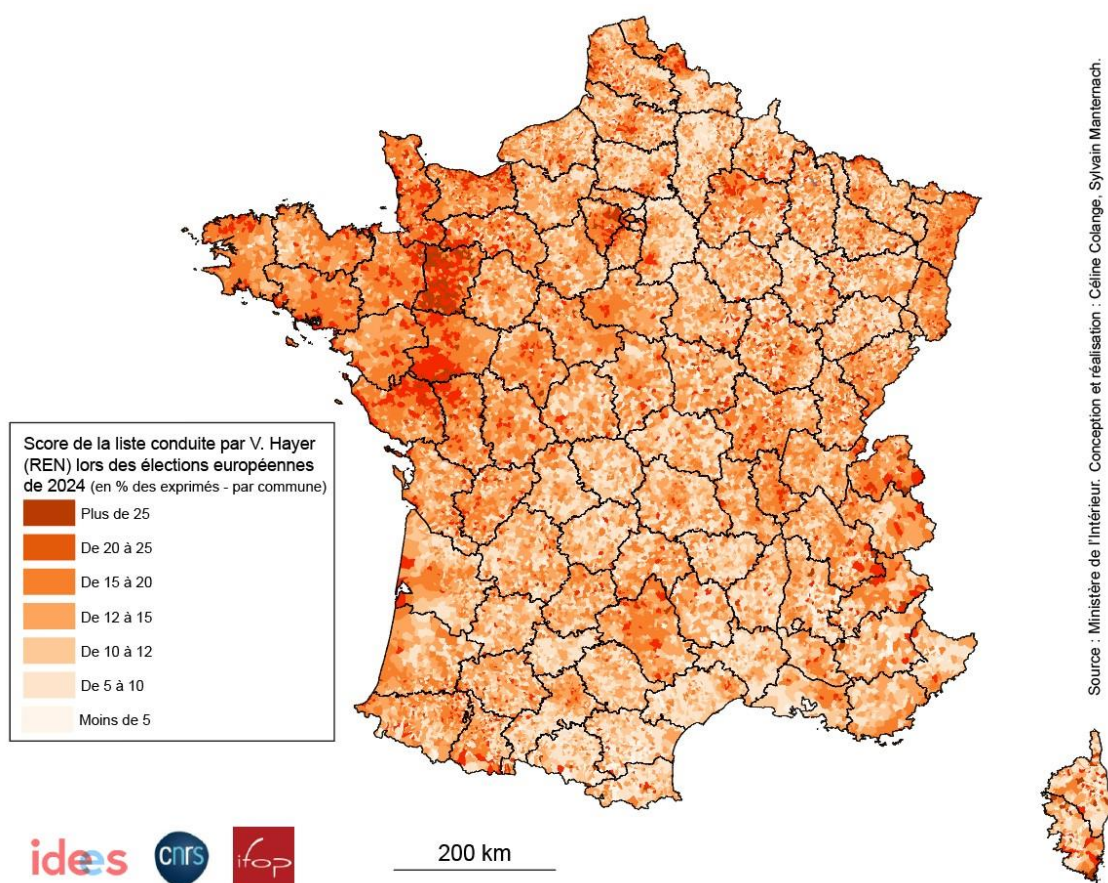 Score de la liste conduite par V. Hayer
(REN) lors des élections européennes
de 2024 (en % des exprimés - par commune)
Plus de 25
De 20 à 25
De 15 à 20
De 12 à 15
De 10 à 12
De 5 à 10
Moins de 5
Source : Ministère de l'Intérieur. Conception et réalisation : Céline Colange, Sylvain Manternach.
idees
cnrs
ifop
200 km